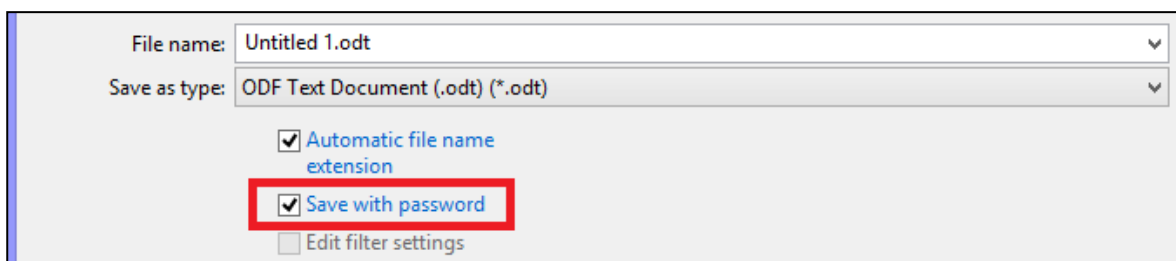 File name: Untitled 1.odt
Save as type: ODF Text Document (.odt) (*.odt)
Automatic file name
extension
Save with password
Edit filter settings